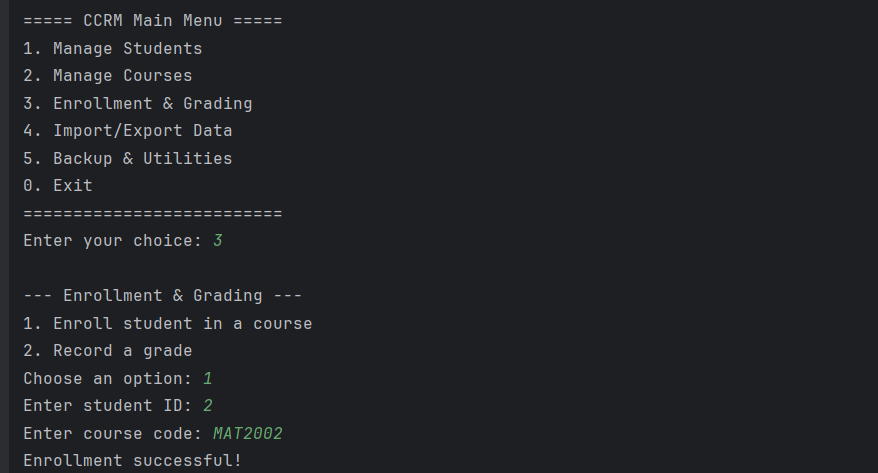 ===== CCRM Main Menu =====
1. Manage Students
2. Manage Courses
3. Enrollment & Grading
4. Import/Export Data
5. Backup & Utilities
0. Exit
==========================
Enter your choice: 3

--- Enrollment & Grading ---
1. Enroll student in a course
2. Record a grade
Choose an option: 1
Enter student ID: 2
Enter course code: MAT2002
Enrollment successful!